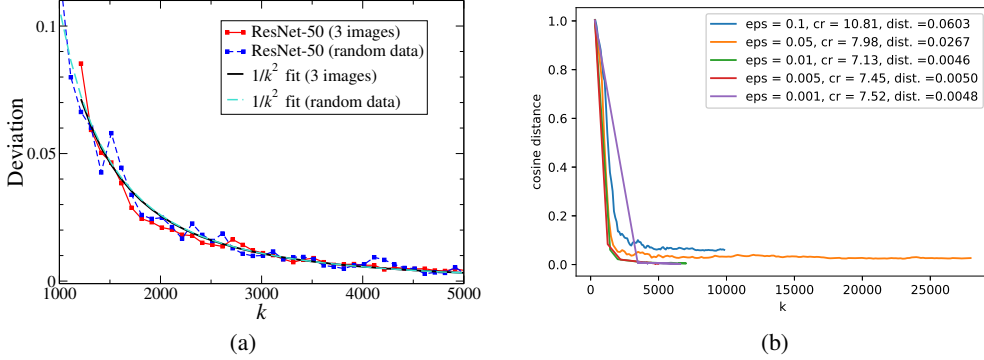 0.1
0.05
0
Deviation
ResNet-50 (3 images)
ResNet-50 (random data)
1/k² fit (3 images)
1/k² fit (random data)
1000 2000 3000 4000 5000
k
(a)
1.0
0.8
0.6
0.4
0.2
0.0
cosine distance
eps = 0.1, cr = 10.81, dist. =0.0603
eps = 0.05, cr = 7.98, dist. =0.0267
eps = 0.01, cr = 7.13, dist. =0.0046
eps = 0.005, cr = 7.45, dist. =0.0050
eps = 0.001, cr = 7.52, dist. =0.0048
0 5000 10000 15000 20000 25000
k
(b)